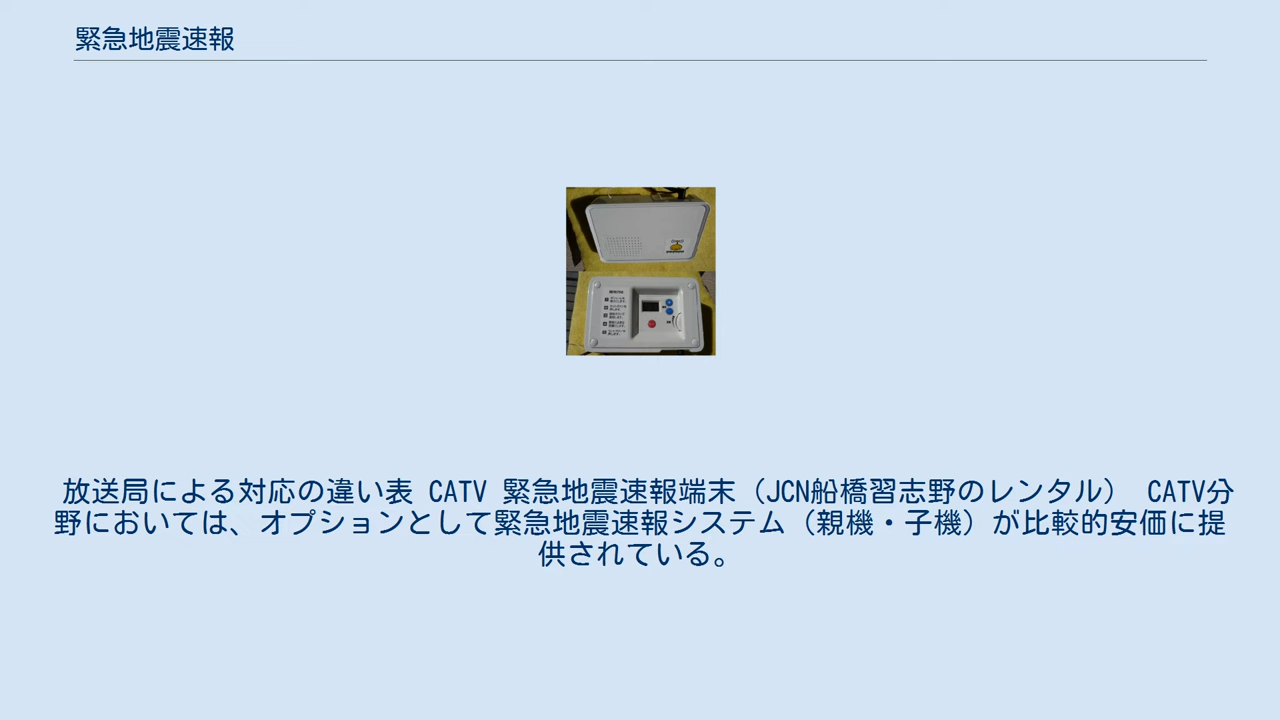 緊急地震速報
放送局による対応の違い表 CATV 緊急地震速報端末（JCN船橋習志野のレンタル） CATV分
野においては、オプションとして緊急地震速報システム（親機・子機）が比較的安価に提
供されている。